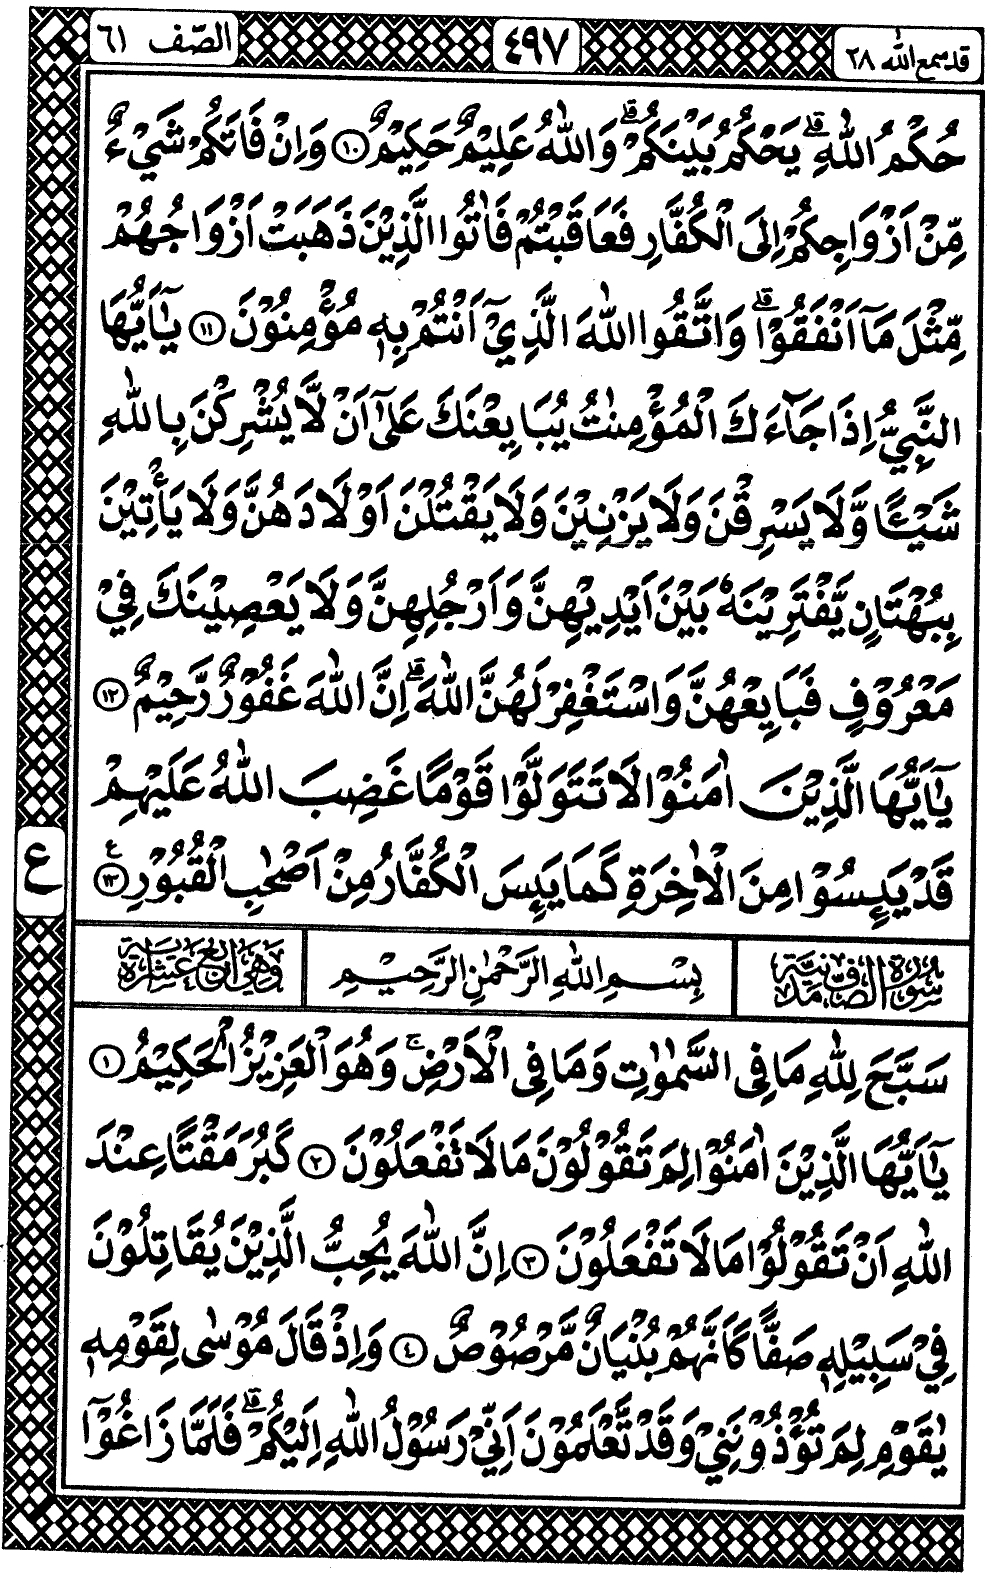 قد سمع الله ٢٨
٤٩٧
الصّف ٦١
حُكْمُ اللّٰهِ ؕ يَحْكُمُ بَيْنَكُمْ ؕ وَاللّٰهُ عَلِيْمٌ حَكِيْمٌ ۝١٠ وَاِنْ فَاتَكُمْ شَيْءٌ
مِّنْ اَزْوَاجِكُمْ اِلَى الْكُفَّارِ فَعَاقَبْتُمْ فَاٰتُوا الَّذِيْنَ ذَهَبَتْ اَزْوَاجُهُمْ
مِّثْلَ مَآ اَنْفَقُوْا ؕ وَاتَّقُوا اللّٰهَ الَّذِيْٓ اَنْتُمْ بِهٖ مُؤْمِنُوْنَ ۝١١ يٰٓاَيُّهَا
النَّبِيُّ اِذَا جَآءَكَ الْمُؤْمِنٰتُ يُبَايِعْنَكَ عَلٰٓى اَنْ لَّا يُشْرِكْنَ بِاللّٰهِ
شَيْـًٔا وَّلَا يَسْرِقْنَ وَلَا يَزْنِيْنَ وَلَا يَقْتُلْنَ اَوْلَادَهُنَّ وَلَا يَأْتِيْنَ
بِبُهْتَانٍ يَّفْتَرِيْنَهٗ بَيْنَ اَيْدِيْهِنَّ وَاَرْجُلِهِنَّ وَلَا يَعْصِيْنَكَ فِيْ
مَعْرُوْفٍ فَبَايِعْهُنَّ وَاسْتَغْفِرْ لَهُنَّ اللّٰهَ ؕ اِنَّ اللّٰهَ غَفُوْرٌ رَّحِيْمٌ ۝١٢
يٰٓاَيُّهَا الَّذِيْنَ اٰمَنُوْا لَا تَتَوَلَّوْا قَوْمًا غَضِبَ اللّٰهُ عَلَيْهِمْ
قَدْ يَىِٕسُوْا مِنَ الْاٰخِرَةِ كَمَا يَىِٕسَ الْكُفَّارُ مِنْ اَصْحٰبِ الْقُبُوْرِ ۝١٣ ع
ع
سُوْرَةُ الصَّفِّ مَدَنِيَّةٌ
بِسْمِ اللّٰهِ الرَّحْمٰنِ الرَّحِيْمِ
وَهِيَ اَرْبَعَ عَشْرَةَ اٰيَةً
سَبَّحَ لِلّٰهِ مَا فِى السَّمٰوٰتِ وَمَا فِى الْاَرْضِ ۚ وَهُوَ الْعَزِيْزُ الْحَكِيْمُ ۝١
يٰٓاَيُّهَا الَّذِيْنَ اٰمَنُوْا لِمَ تَقُوْلُوْنَ مَا لَا تَفْعَلُوْنَ ۝٢ كَبُرَ مَقْتًا عِنْدَ
اللّٰهِ اَنْ تَقُوْلُوْا مَا لَا تَفْعَلُوْنَ ۝٣ اِنَّ اللّٰهَ يُحِبُّ الَّذِيْنَ يُقَاتِلُوْنَ
فِيْ سَبِيْلِهٖ صَفًّا كَاَنَّهُمْ بُنْيَانٌ مَّرْصُوْصٌ ۝٤ وَاِذْ قَالَ مُوْسٰى لِقَوْمِهٖ
يٰقَوْمِ لِمَ تُؤْذُوْنَنِيْ وَقَدْ تَّعْلَمُوْنَ اَنِّيْ رَسُوْلُ اللّٰهِ اِلَيْكُمْ ؕ فَلَمَّا زَاغُوْٓا